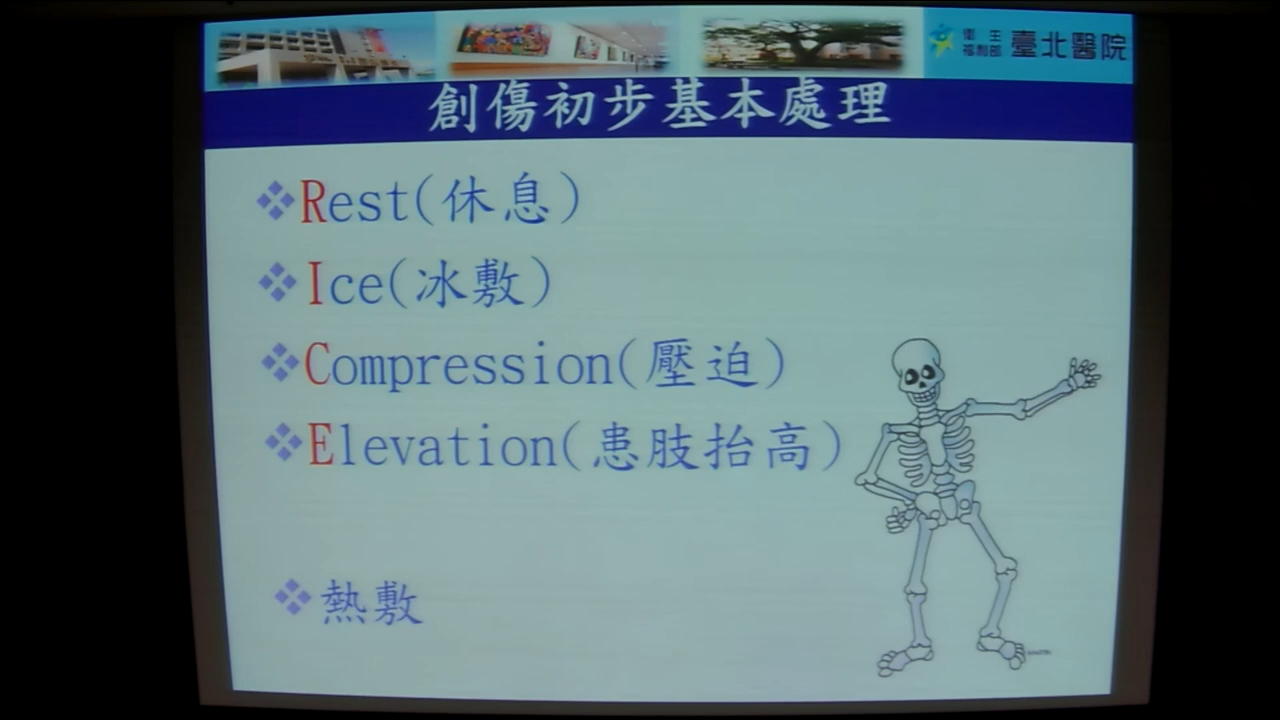 衛生
福利部 臺北醫院
創傷初步基本處理
❖Rest(休息)
❖Ice(冰敷)
❖Compression(壓迫)
❖Elevation(患肢抬高)
❖熱敷